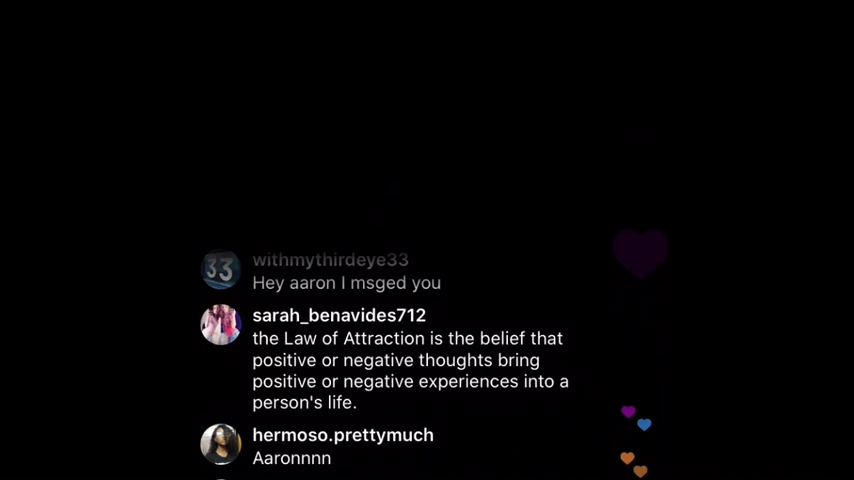 33
withmythirdeye33
Hey aaron I msged you
sarah_benavides712
the Law of Attraction is the belief that
positive or negative thoughts bring
positive or negative experiences into a
person's life.
hermoso.prettymuch
Aaronnnn